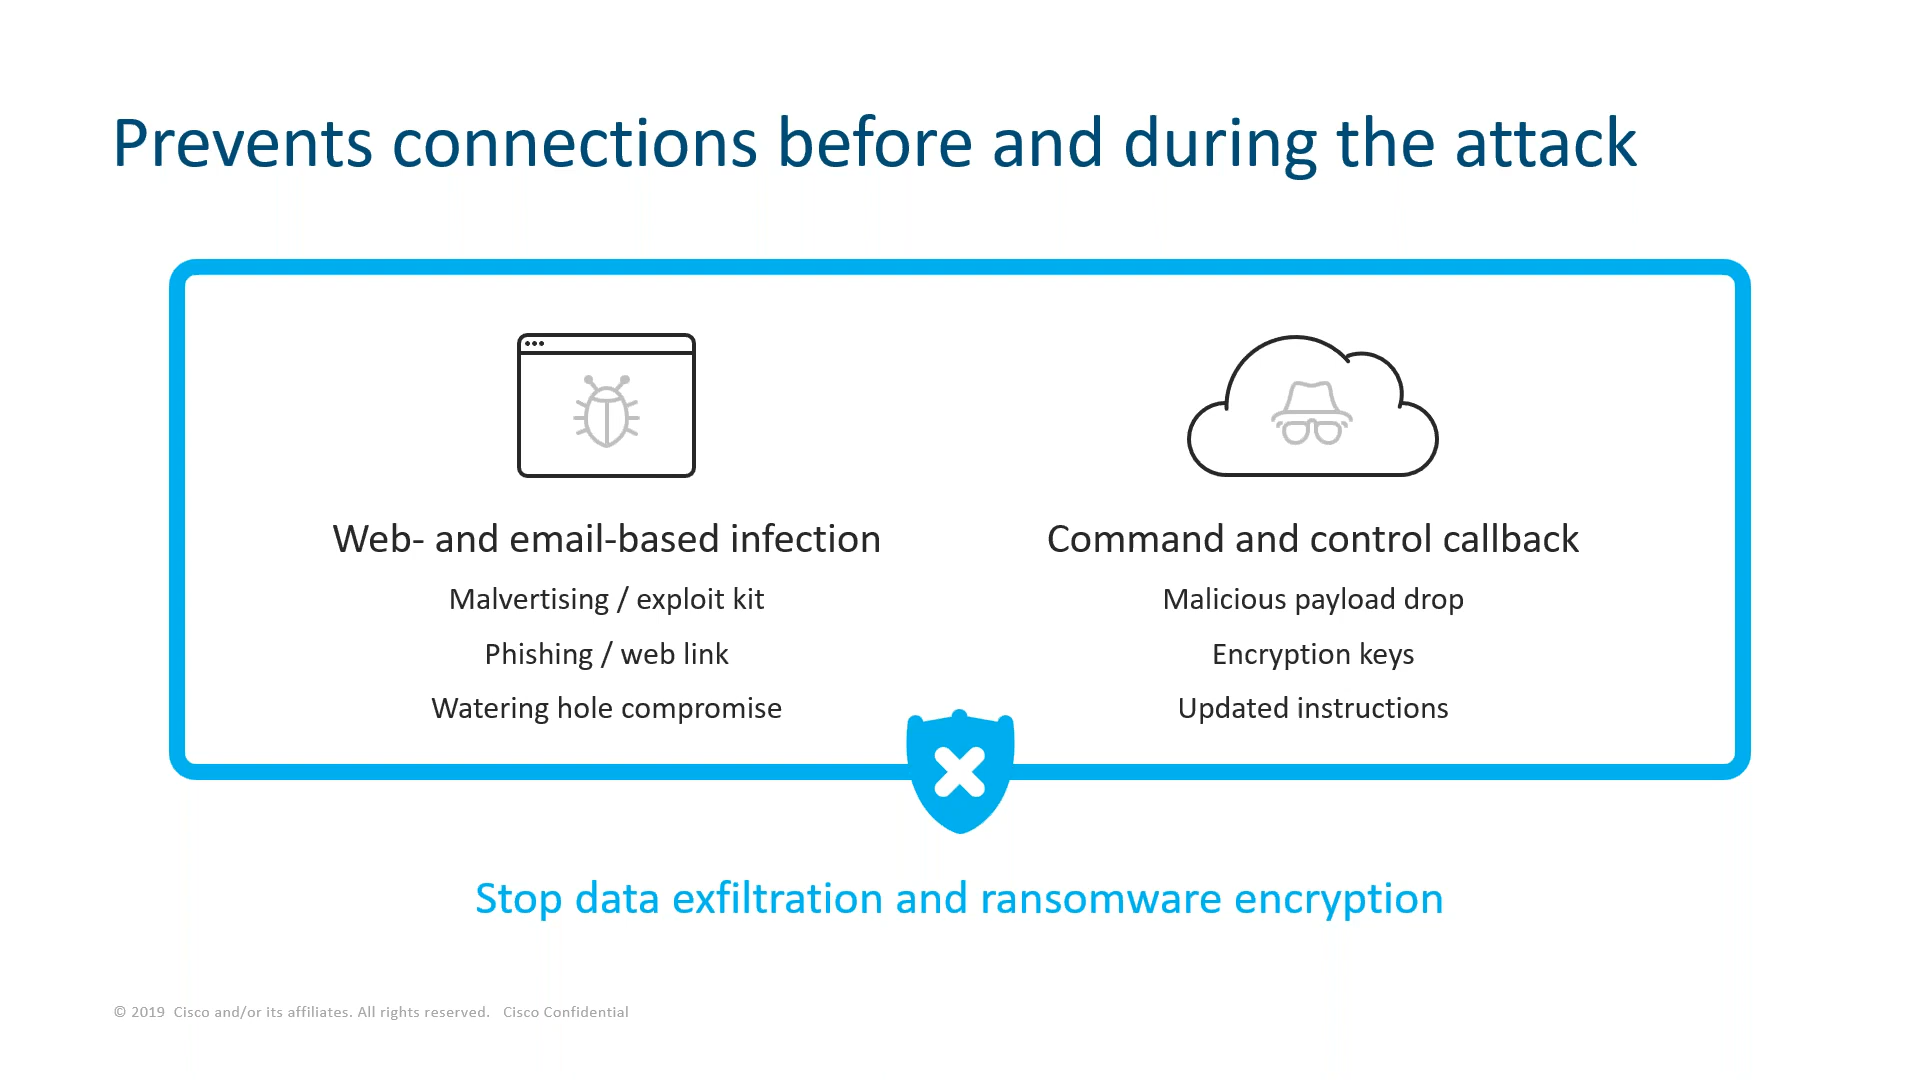 Prevents connections before and during the attack
Web- and email-based infection
Malvertising / exploit kit
Phishing / web link
Watering hole compromise
Command and control callback
Malicious payload drop
Encryption keys
Updated instructions
Stop data exfiltration and ransomware encryption
© 2019 Cisco and/or its affiliates. All rights reserved. Cisco Confidential